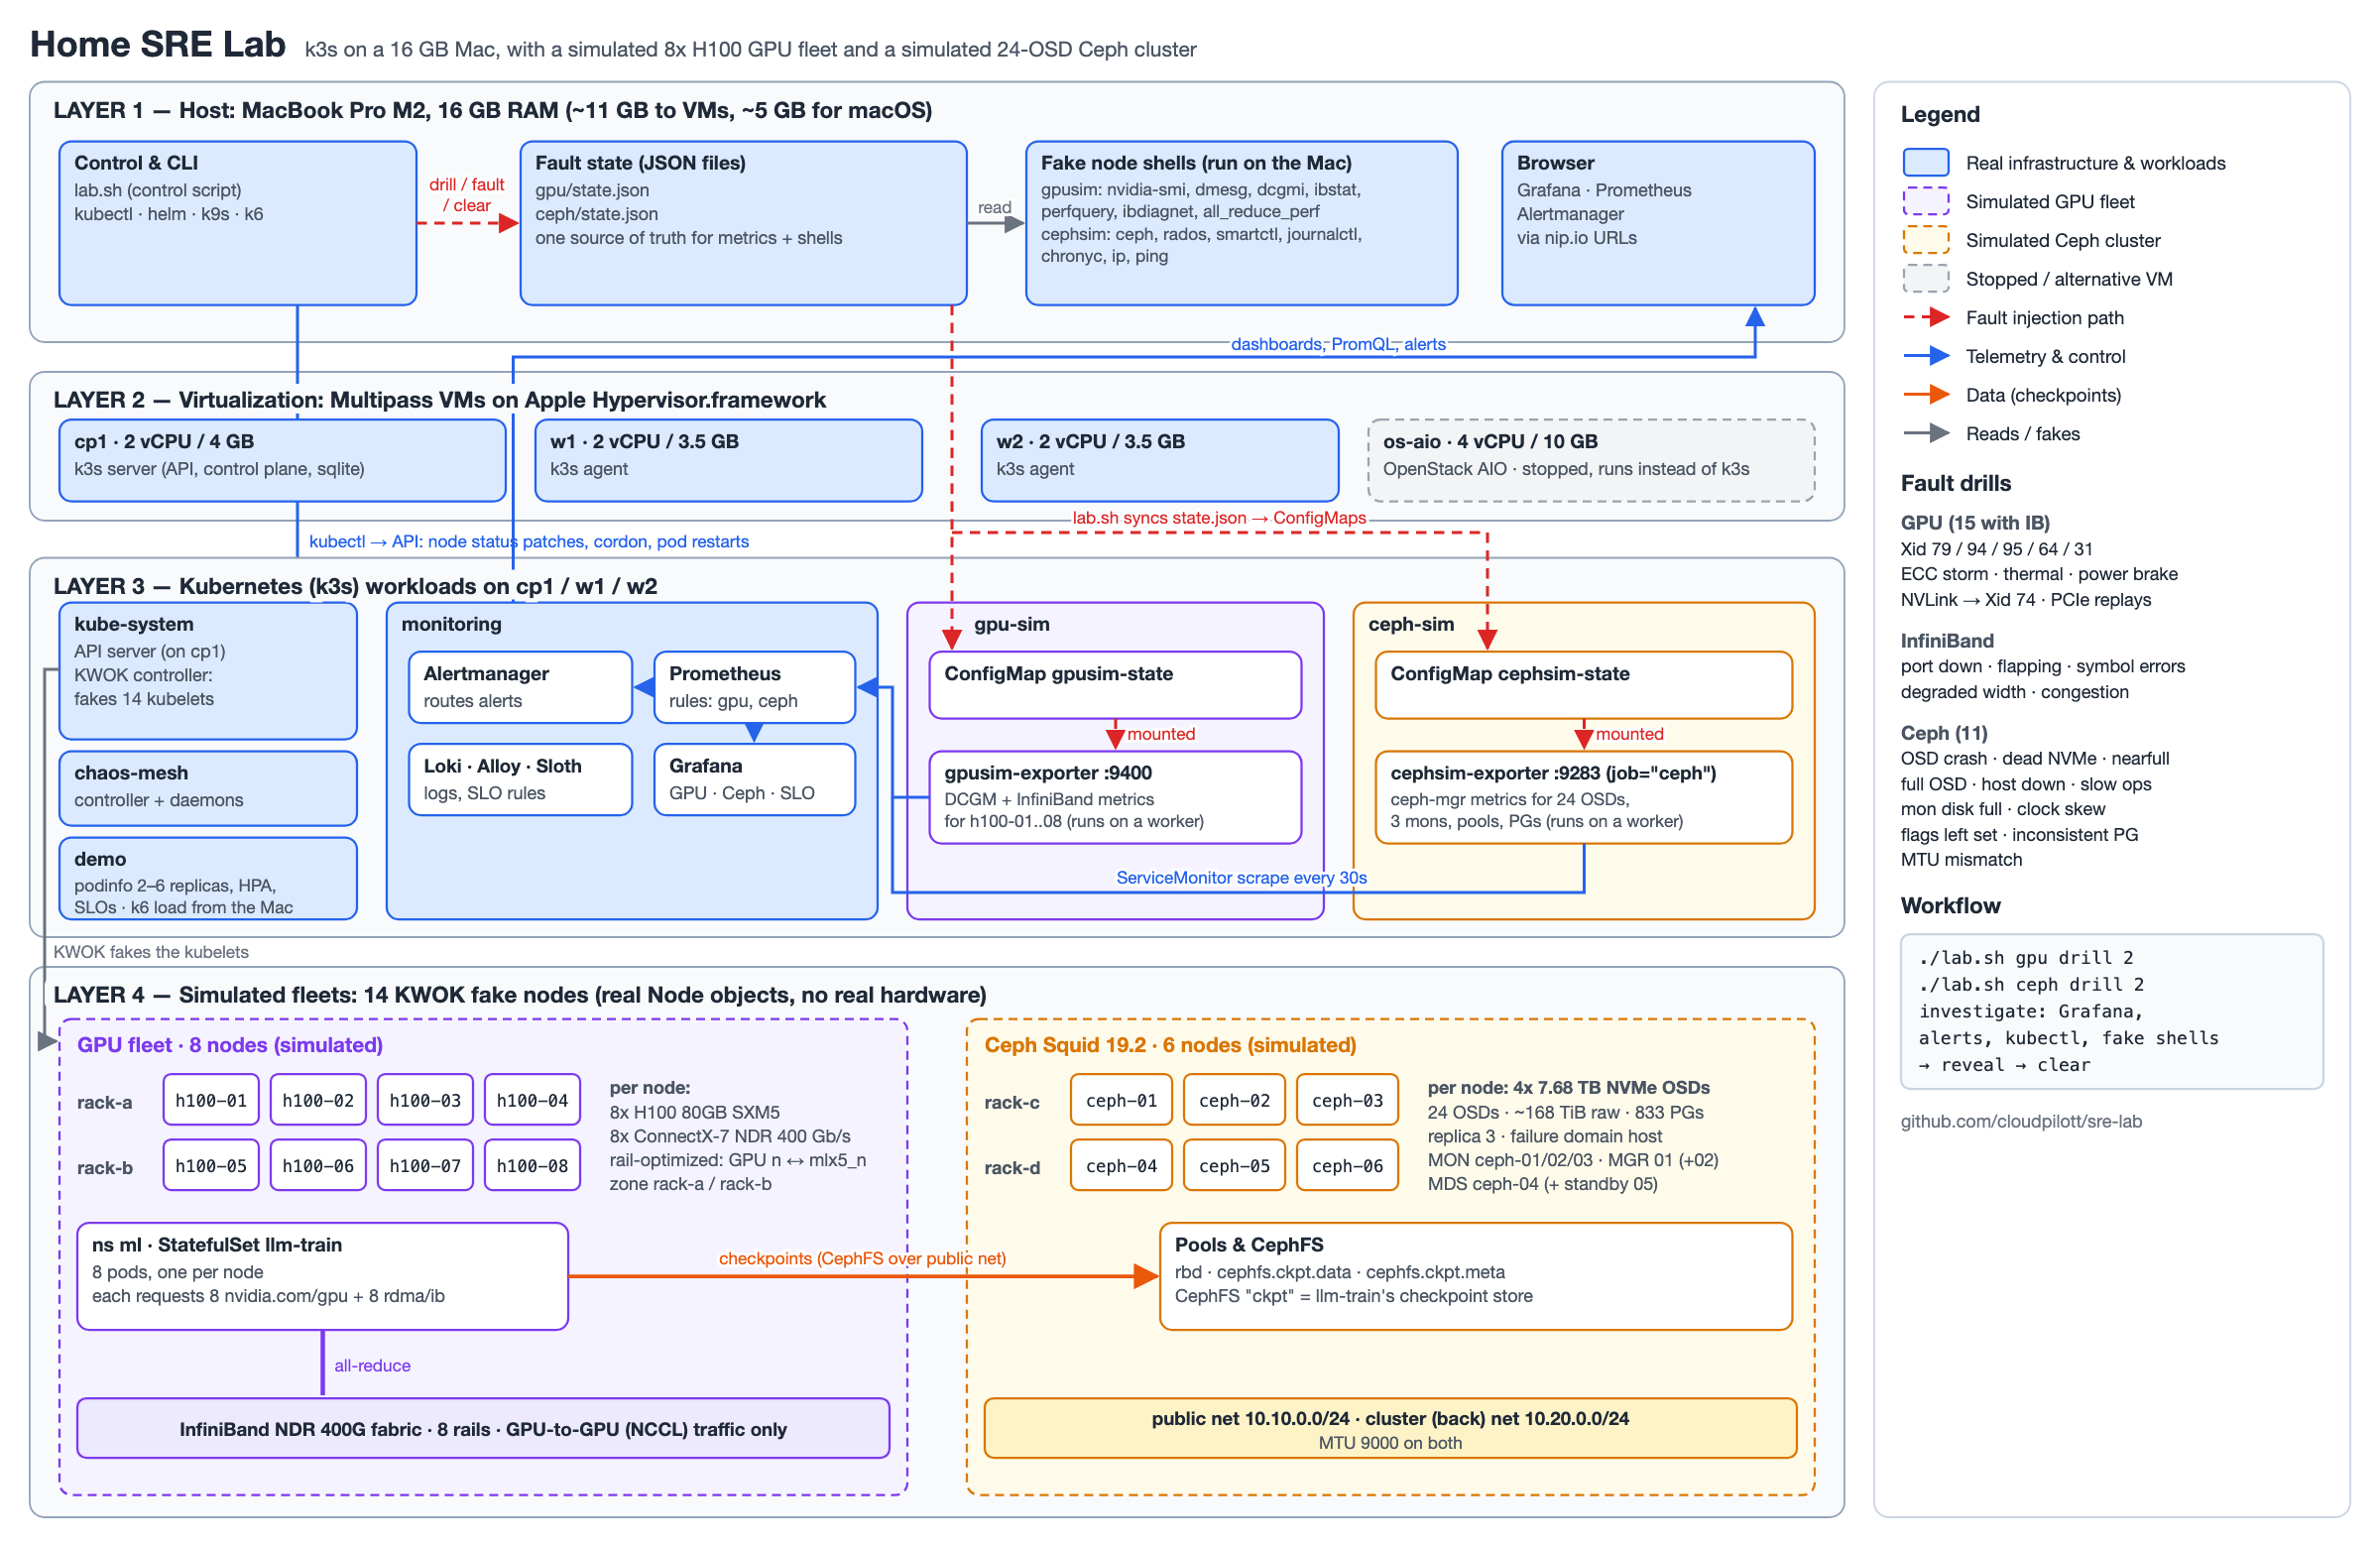 Home SRE Lab k3s on a 16 GB Mac, with a simulated 8x H100 GPU fleet and a simulated 24-OSD Ceph cluster
LAYER 1 — Host: MacBook Pro M2, 16 GB RAM (~11 GB to VMs, ~5 GB for macOS)
Control & CLI
lab.sh (control script)
kubectl · helm · k9s · k6
drill / fault
/ clear
Fault state (JSON files)
gpu/state.json
ceph/state.json
one source of truth for metrics + shells
read
Fake node shells (run on the Mac)
gpusim: nvidia-smi, dmesg, dcgmi, ibstat,
perfquery, ibdiagnet, all_reduce_perf
cephsim: ceph, rados, smartctl, journalctl,
chronyc, ip, ping
Browser
Grafana · Prometheus
Alertmanager
via nip.io URLs
dashboards, PromQL, alerts
LAYER 2 — Virtualization: Multipass VMs on Apple Hypervisor.framework
cp1 · 2 vCPU / 4 GB
k3s server (API, control plane, sqlite)
w1 · 2 vCPU / 3.5 GB
k3s agent
w2 · 2 vCPU / 3.5 GB
k3s agent
os-aio · 4 vCPU / 10 GB
OpenStack AIO · stopped, runs instead of k3s
lab.sh syncs state.json → ConfigMaps
kubectl → API: node status patches, cordon, pod restarts
LAYER 3 — Kubernetes (k3s) workloads on cp1 / w1 / w2
kube-system
API server (on cp1)
KWOK controller:
fakes 14 kubelets
chaos-mesh
controller + daemons
demo
podinfo 2–6 replicas, HPA,
SLOs · k6 load from the Mac
monitoring
Alertmanager
routes alerts
Prometheus
rules: gpu, ceph
Loki · Alloy · Sloth
logs, SLO rules
Grafana
GPU · Ceph · SLO
gpu-sim
ConfigMap gpusim-state
mounted
gpusim-exporter :9400
DCGM + InfiniBand metrics
for h100-01..08 (runs on a worker)
ceph-sim
ConfigMap cephsim-state
mounted
cephsim-exporter :9283 (job="ceph")
ceph-mgr metrics for 24 OSDs,
3 mons, pools, PGs (runs on a worker)
ServiceMonitor scrape every 30s
KWOK fakes the kubelets
LAYER 4 — Simulated fleets: 14 KWOK fake nodes (real Node objects, no real hardware)
GPU fleet · 8 nodes (simulated)
rack-a h100-01 h100-02 h100-03 h100-04
rack-b h100-05 h100-06 h100-07 h100-08
per node:
8x H100 80GB SXM5
8x ConnectX-7 NDR 400 Gb/s
rail-optimized: GPU n ↔ mlx5_n
zone rack-a / rack-b
ns ml · StatefulSet llm-train
8 pods, one per node
each requests 8 nvidia.com/gpu + 8 rdma/ib
all-reduce
InfiniBand NDR 400G fabric · 8 rails · GPU-to-GPU (NCCL) traffic only
checkpoints (CephFS over public net)
Ceph Squid 19.2 · 6 nodes (simulated)
rack-c ceph-01 ceph-02 ceph-03
rack-d ceph-04 ceph-05 ceph-06
per node: 4x 7.68 TB NVMe OSDs
24 OSDs · ~168 TiB raw · 833 PGs
replica 3 · failure domain host
MON ceph-01/02/03 · MGR 01 (+02)
MDS ceph-04 (+ standby 05)
Pools & CephFS
rbd · cephfs.ckpt.data · cephfs.ckpt.meta
CephFS "ckpt" = llm-train's checkpoint store
public net 10.10.0.0/24 · cluster (back) net 10.20.0.0/24
MTU 9000 on both
Legend
Real infrastructure & workloads
Simulated GPU fleet
Simulated Ceph cluster
Stopped / alternative VM
Fault injection path
Telemetry & control
Data (checkpoints)
Reads / fakes
Fault drills
GPU (15 with IB)
Xid 79 / 94 / 95 / 64 / 31
ECC storm · thermal · power brake
NVLink → Xid 74 · PCIe replays
InfiniBand
port down · flapping · symbol errors
degraded width · congestion
Ceph (11)
OSD crash · dead NVMe · nearfull
full OSD · host down · slow ops
mon disk full · clock skew
flags left set · inconsistent PG
MTU mismatch
Workflow
./lab.sh gpu drill 2
./lab.sh ceph drill 2
investigate: Grafana,
alerts, kubectl, fake shells
→ reveal → clear
github.com/cloudpilott/sre-lab